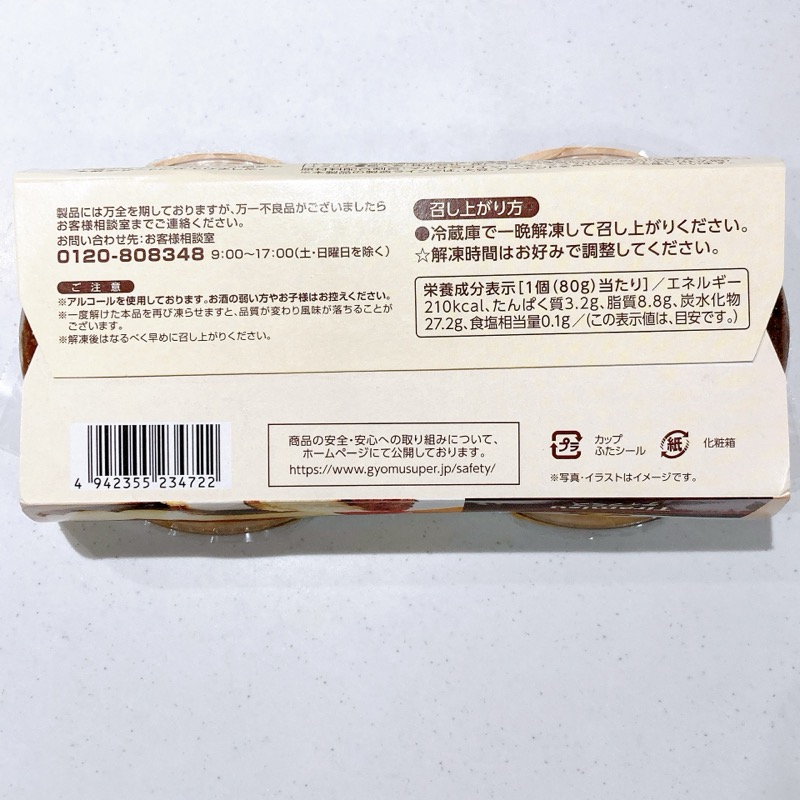 製品には万全を期しておりますが、万一不良品がございましたら
お客様相談室までご連絡ください。
お問い合わせ先:お客様相談室
0120-808348 9:00~17:00(土・日曜日を除く)
ご注意
※アルコールを使用しております。お酒の弱い方やお子様はお控えください。
※一度解けた本品を再び凍らせますと、品質が変わり風味が落ちることが
ございます。
※解凍後はなるべく早めに召し上がりください。
召し上がり方
●冷蔵庫で一晩解凍して召し上がりください。
☆解凍時間はお好みで調整してください。
栄養成分表示[1個(80g)当たり]/エネルギー
210kcal、たんぱく質3.2g、脂質8.8g、炭水化物
27.2g、食塩相当量0.1g/(この表示値は、目安です。)
4 942355 234722
商品の安全・安心への取り組みについて、
ホームページにて公開しております。
https://www.gyomusuper.jp/safety/
プラ
カップ
ふたシール
紙
化粧箱
※写真・イラストはイメージです。
Tiramisu